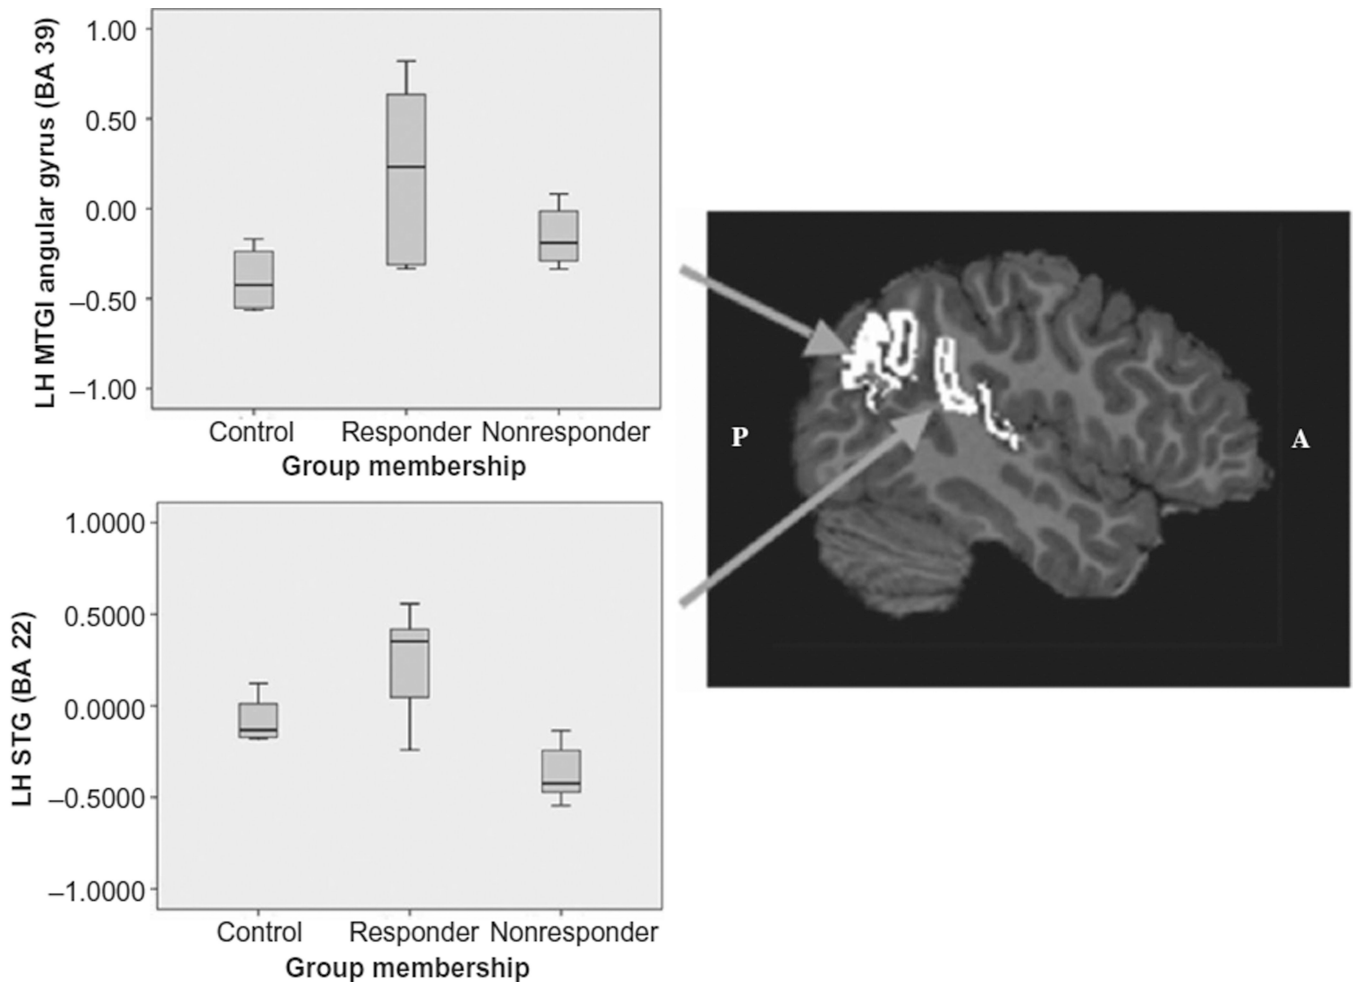 LH MTGI angular gyrus (BA 39)
1.00
0.50
0.00
–0.50
–1.00
Control Responder Nonresponder
Group membership
LH STG (BA 22)
1.0000
0.5000
0.0000
–0.5000
–1.0000
Control Responder Nonresponder
Group membership
P
A